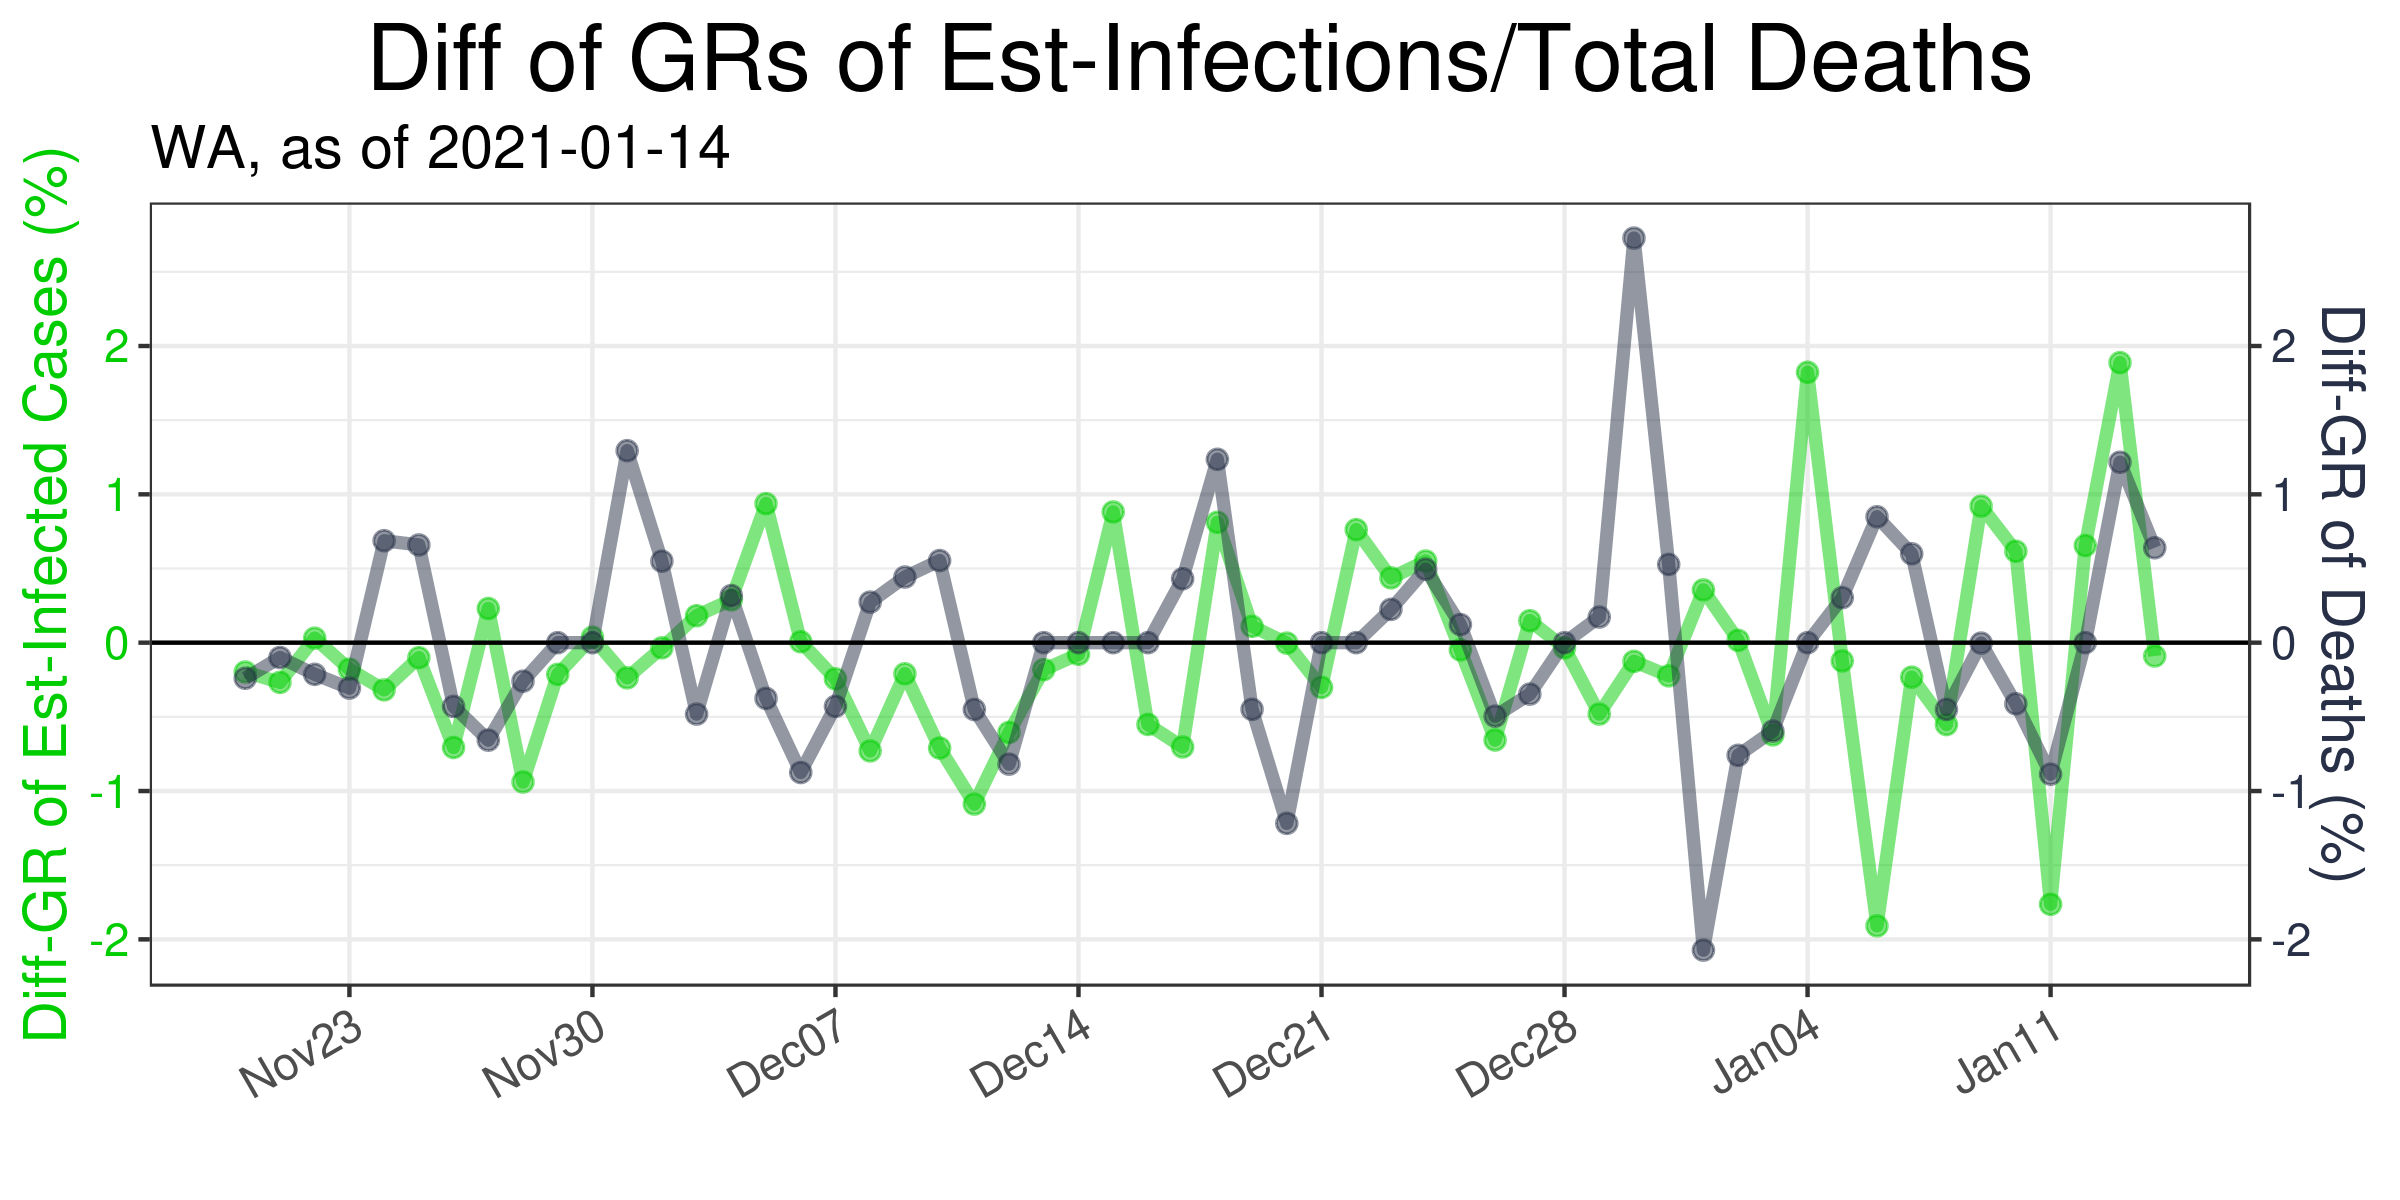 Diff of GRs of Est-Infections/Total Deaths
WA, as of 2021-01-14
Diff-GR of Est-Infected Cases (%)
2
1
0
-1
-2
2
1
0
-1
-2
Diff-GR of Deaths (%)
Nov23
Nov30
Dec07
Dec14
Dec21
Dec28
Jan04
Jan11